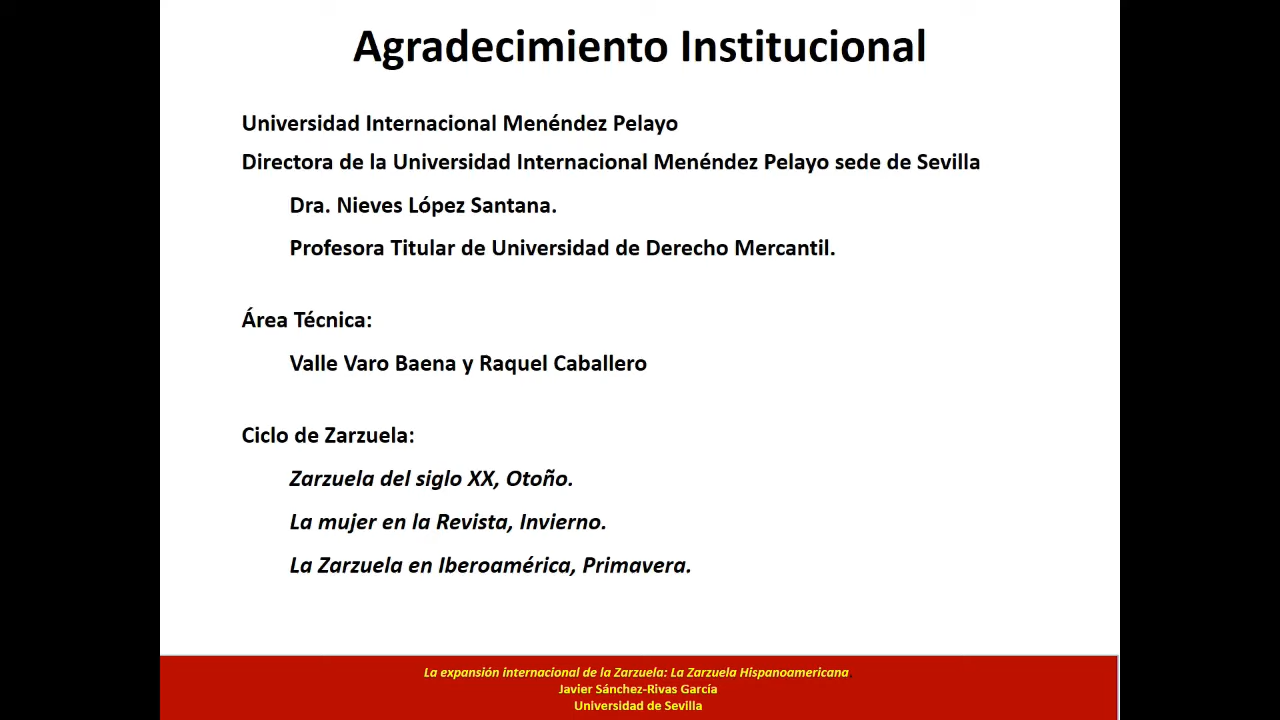 Agradecimiento Institucional
Universidad Internacional Menéndez Pelayo
Directora de la Universidad Internacional Menéndez Pelayo sede de Sevilla
Dra. Nieves López Santana.
Profesora Titular de Universidad de Derecho Mercantil.
Área Técnica:
Valle Varo Baena y Raquel Caballero
Ciclo de Zarzuela:
Zarzuela del siglo XX, Otoño.
La mujer en la Revista, Invierno.
La Zarzuela en Iberoamérica, Primavera.
La expansión internacional de la Zarzuela: La Zarzuela Hispanoamericana
Javier Sánchez-Rivas García
Universidad de Sevilla